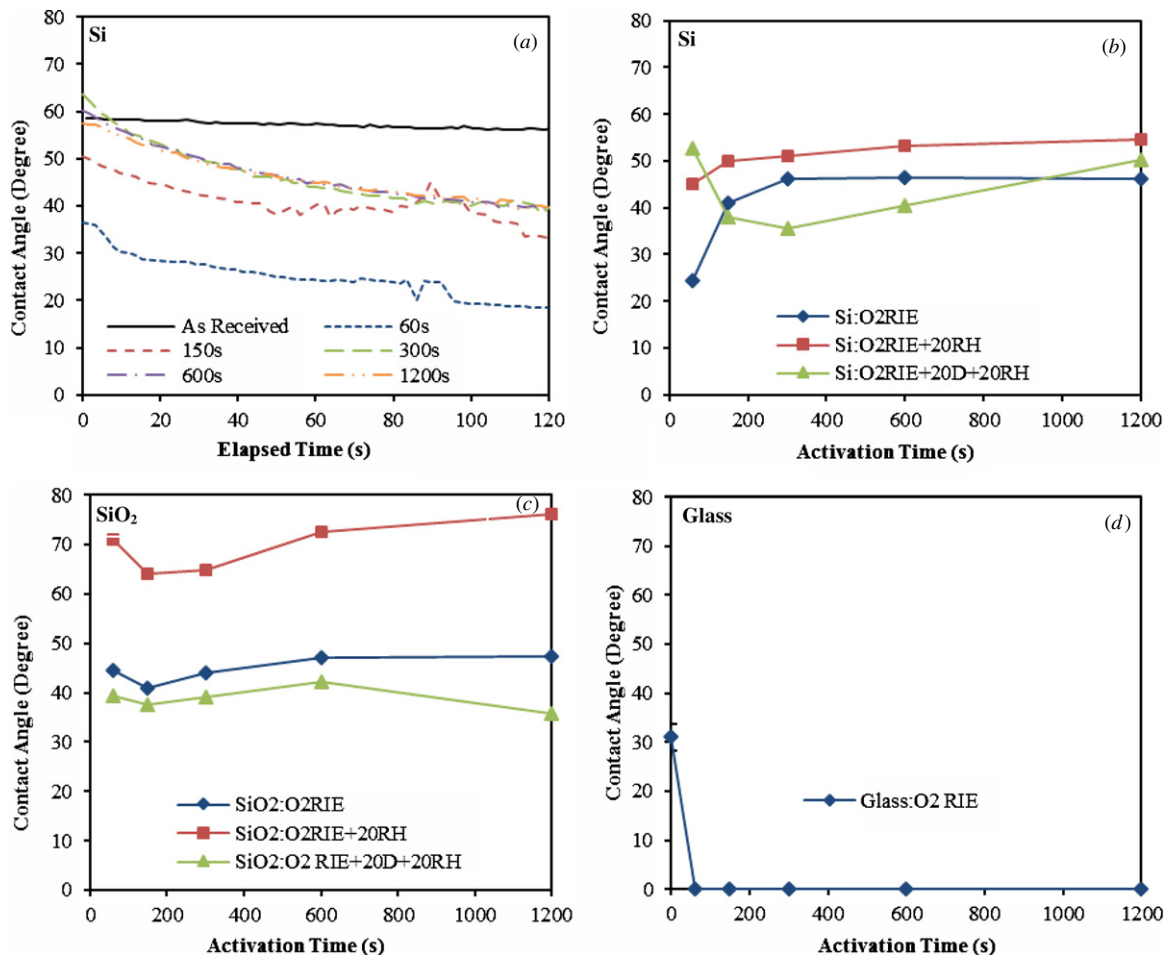 Si
(a)
80
70
60
50
40
30
20
10
0
Contact Angle (Degree)
As Received
60s
150s
300s
600s
1200s
0 20 40 60 80 100 120
Elapsed Time (s)
Si
(b)
80
70
60
50
40
30
20
10
0
Contact Angle (Degree)
Si:O2RIE
Si:O2RIE+20RH
Si:O2RIE+20D+20RH
0 200 400 600 800 1000 1200
Activation Time (s)
SiO₂
(c)
80
70
60
50
40
30
20
10
0
Contact Angle (Degree)
SiO2:O2RIE
SiO2:O2RIE+20RH
SiO2:O2 RIE+20D+20RH
0 200 400 600 800 1000 1200
Activation Time (s)
Glass
(d)
80
70
60
50
40
30
20
10
0
Contact Angle (Degree)
Glass:O2 RIE
0 200 400 600 800 1000 1200
Activation Time (s)